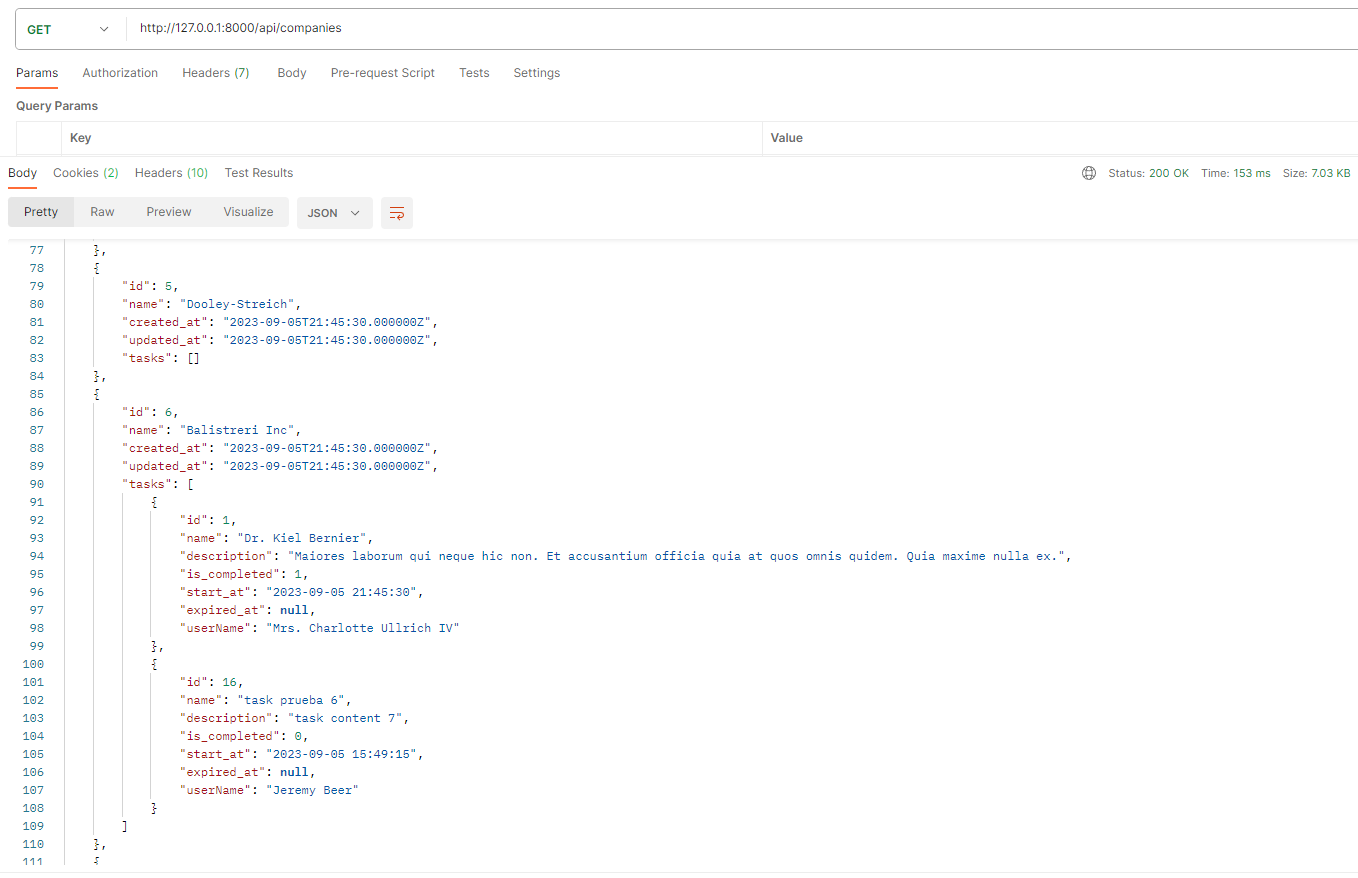 GET http://127.0.0.1:8000/api/companies
Params Authorization Headers (7) Body Pre-request Script Tests Settings
Query Params
Key Value
Body Cookies (2) Headers (10) Test Results Status: 200 OK Time: 153 ms Size: 7.03 KB
Pretty Raw Preview Visualize JSON
77 },
78 {
79 "id": 5,
80 "name": "Dooley-Streich",
81 "created_at": "2023-09-05T21:45:30.000000Z",
82 "updated_at": "2023-09-05T21:45:30.000000Z",
83 "tasks": []
84 },
85 {
86 "id": 6,
87 "name": "Balistreri Inc",
88 "created_at": "2023-09-05T21:45:30.000000Z",
89 "updated_at": "2023-09-05T21:45:30.000000Z",
90 "tasks": [
91 {
92 "id": 1,
93 "name": "Dr. Kiel Bernier",
94 "description": "Maiores laborum qui neque hic non. Et accusantium officia quia at quos omnis quidem. Quia maxime nulla ex.",
95 "is_completed": 1,
96 "start_at": "2023-09-05 21:45:30",
97 "expired_at": null,
98 "userName": "Mrs. Charlotte Ullrich IV"
99 },
100 {
101 "id": 16,
102 "name": "task prueba 6",
103 "description": "task content 7",
104 "is_completed": 0,
105 "start_at": "2023-09-05 15:49:15",
106 "expired_at": null,
107 "userName": "Jeremy Beer"
108 }
109 ]
110 },
111 {